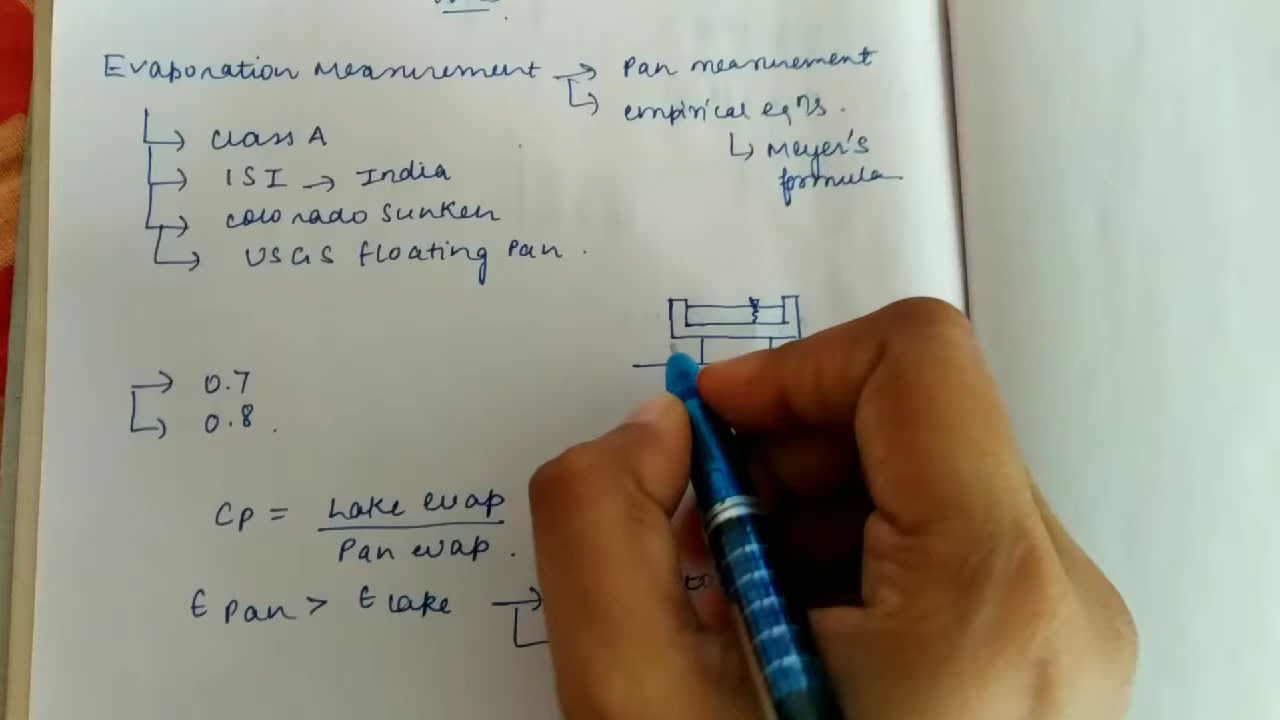 Evaporation Measurement → Pan measurement
↳ empirical eqns.
↳ Meyer's
formula
↳ Class A
→ ISI → India
→ Colorado Sunken
↳ USGS floating Pan.
→ 0.7
↳ 0.8.
Cp = Lake evap
Pan evap.
E Pan > E Lake →
to